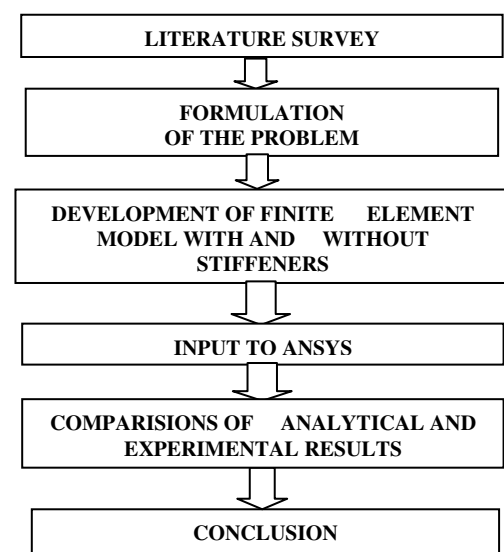 LITERATURE SURVEY
FORMULATION
OF THE PROBLEM
DEVELOPMENT OF FINITE ELEMENT
MODEL WITH AND WITHOUT
STIFFENERS
INPUT TO ANSYS
COMPARISIONS OF ANALYTICAL AND
EXPERIMENTAL RESULTS
CONCLUSION